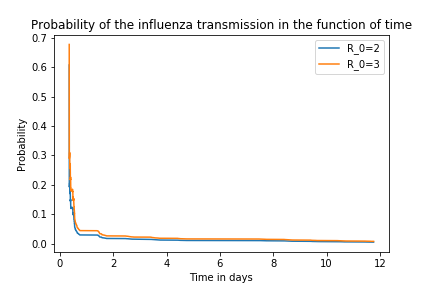 Probability of the influenza transmission in the function of time
R_0=2
R_0=3
Probability
0.7
0.6
0.5
0.4
0.3
0.2
0.1
0.0
0 2 4 6 8 10 12
Time in days